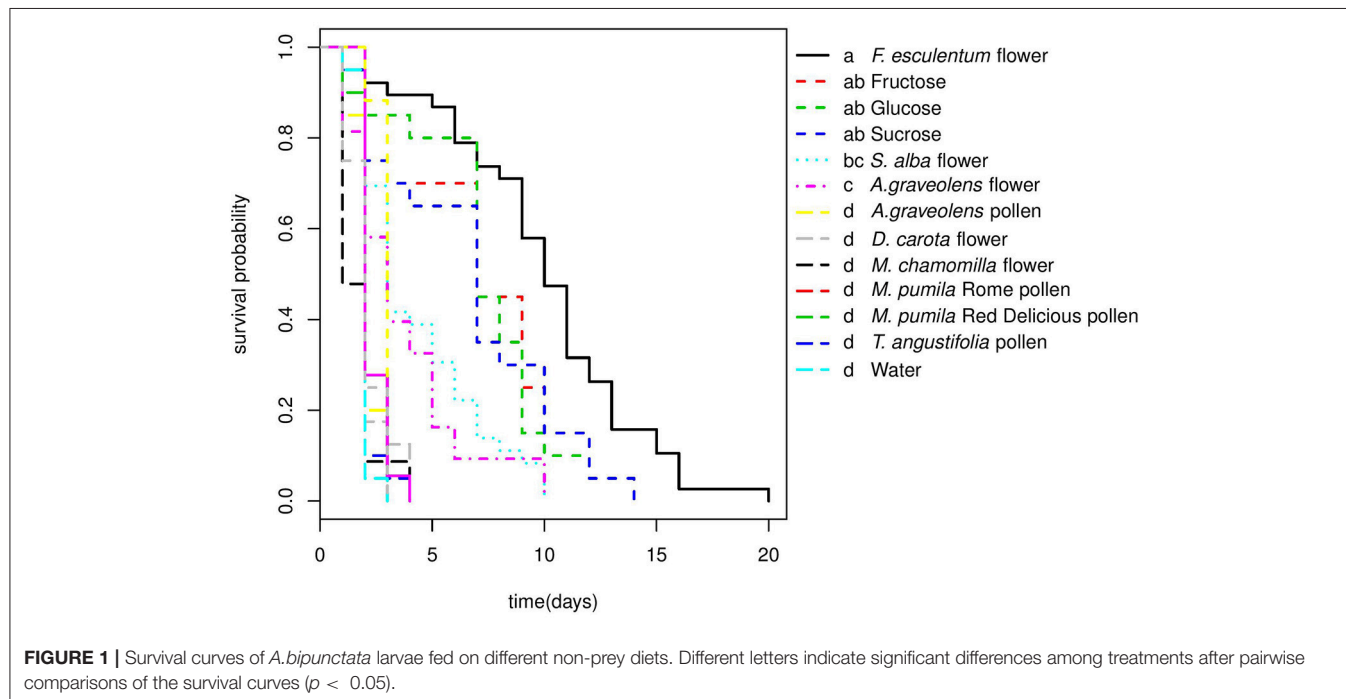 1.0
0.8
0.6
0.4
0.2
0.0
survival probability
0
5
10
15
20
time(days)
a F. esculentum flower
ab Fructose
ab Glucose
ab Sucrose
bc S. alba flower
c A.graveolens flower
d A.graveolens pollen
d D. carota flower
d M. chamomilla flower
d M. pumila Rome pollen
d M. pumila Red Delicious pollen
d T. angustifolia pollen
d Water
FIGURE 1 | Survival curves of A.bipunctata larvae fed on different non-prey diets. Different letters indicate significant differences among treatments after pairwise
comparisons of the survival curves (p < 0.05).